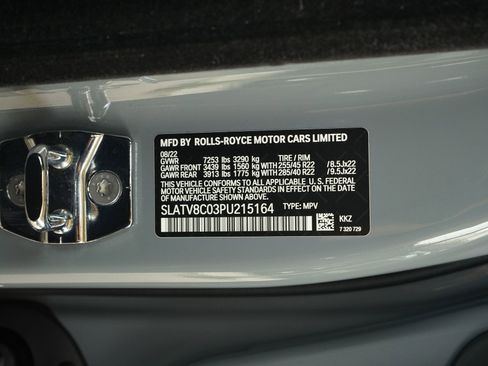 MFD BY ROLLS-ROYCE MOTOR CARS LIMITED
08/22
GVWR 7253 lbs 3290 kg TIRE / RIM
GAWR FRONT 3439 lbs 1560 kg WITH 255/45 R22 /8.5Jx22
GAWR REAR 3913 lbs 1775 kg WITH 285/40 R22 /9.5Jx22
THIS VEHICLE CONFORMS TO ALL APPLICABLE FEDERAL
MOTOR VEHICLE SAFETY STANDARDS IN EFFECT ON THE
DATE OF MANUFACTURE SHOWN ABOVE.
SLATV8C03PU215164 TYPE: MPV
KKZ
7 320 729